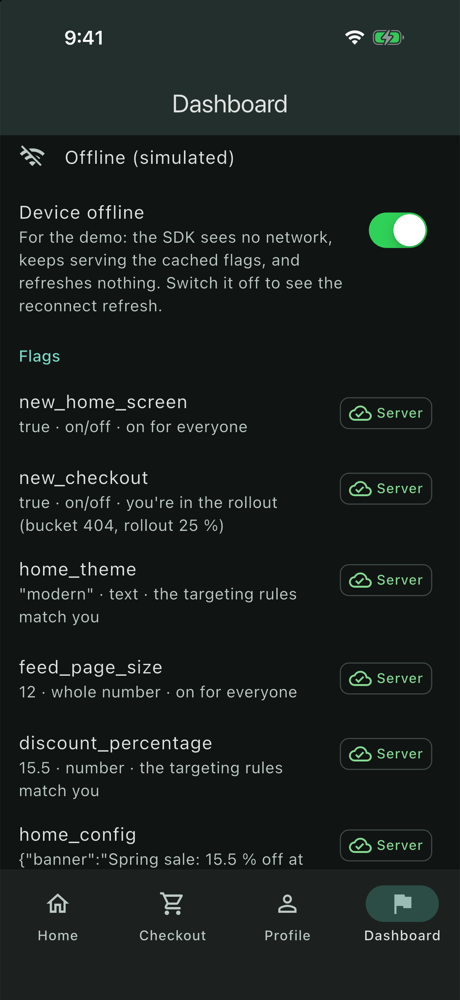 9:41
Dashboard
Offline (simulated)
Device offline
For the demo: the SDK sees no network,
keeps serving the cached flags, and
refreshes nothing. Switch it off to see the
reconnect refresh.
Flags
new_home_screen
true · on/off · on for everyone
Server
new_checkout
true · on/off · you're in the rollout
(bucket 404, rollout 25 %)
Server
home_theme
"modern" · text · the targeting rules
match you
Server
feed_page_size
12 · whole number · on for everyone
Server
discount_percentage
15.5 · number · the targeting rules
match you
Server
home_config
{"banner":"Spring sale: 15.5 % off at
Server
Home
Checkout
Profile
Dashboard